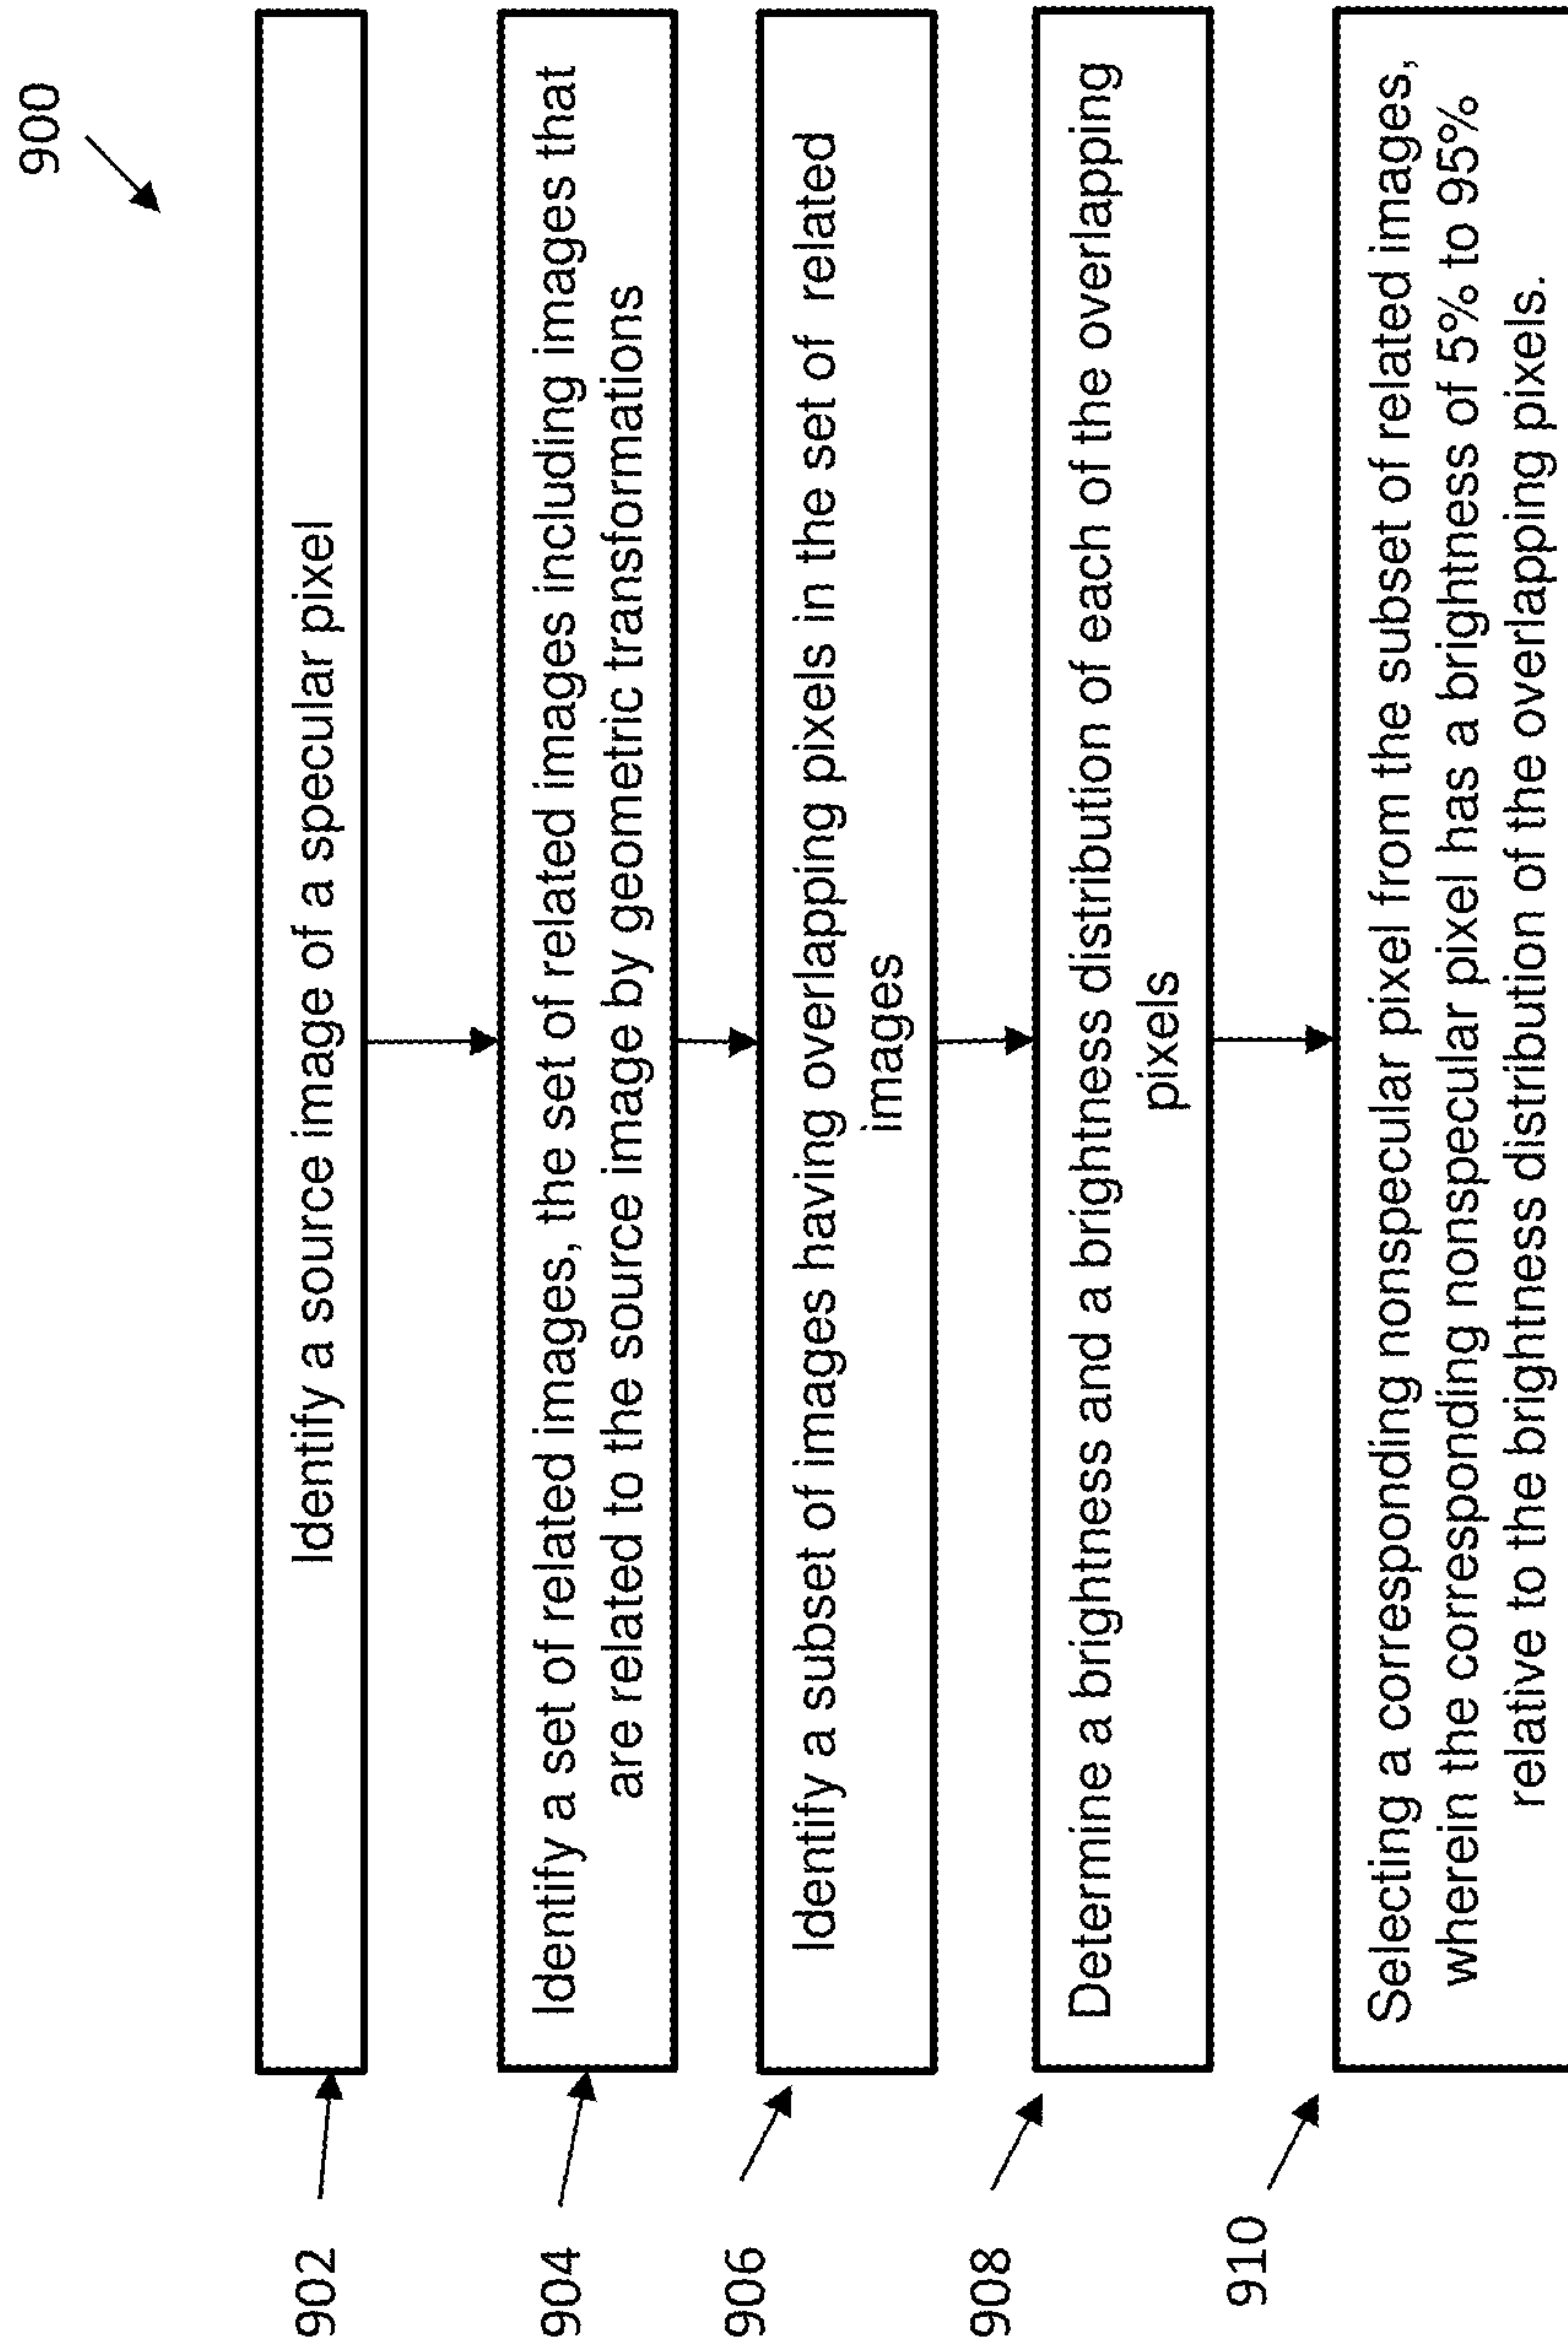 900
902
Identify a source image of a specular pixel
904
Identify a set of related images, the set of related images including images that
are related to the source image by geometric transformations
906
Identify a subset of images having overlapping pixels in the set of related
images
908
Determine a brightness and a brightness distribution of each of the overlapping
pixels
910
Selecting a corresponding nonspecular pixel from the subset of related images,
wherein the corresponding nonspecular pixel has a brightness of 5% to 95%
relative to the brightness distribution of the overlapping pixels.